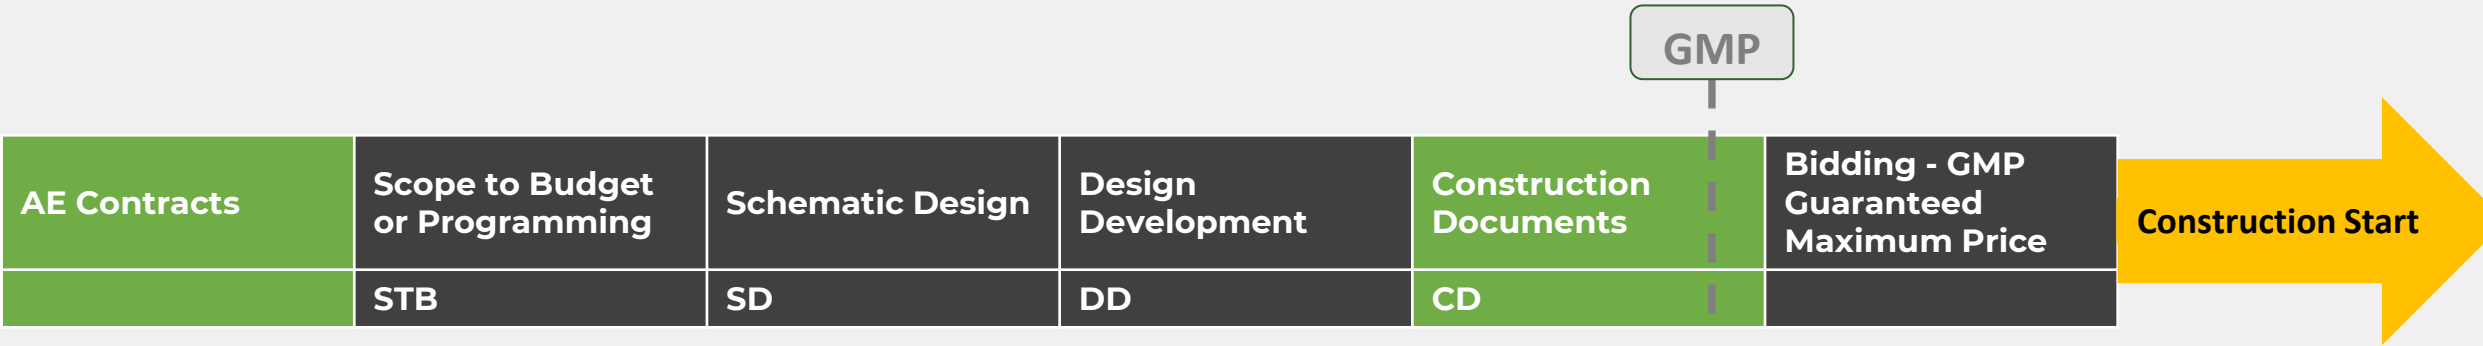 GMP
AE Contracts
Scope to Budget
or Programming
Schematic Design
Design
Development
Construction
Documents
Bidding - GMP
Guaranteed
Maximum Price
Construction Start
STB
SD
DD
CD